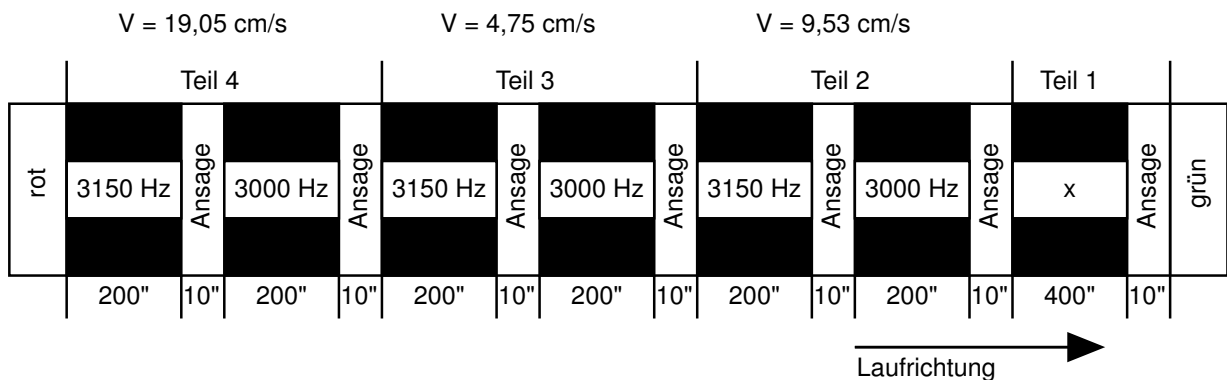 V = 19,05 cm/s V = 4,75 cm/s V = 9,53 cm/s
Teil 4 Teil 3 Teil 2 Teil 1
rot 3150 Hz Ansage 3000 Hz Ansage 3150 Hz Ansage 3000 Hz Ansage 3150 Hz Ansage 3000 Hz Ansage x Ansage grün
200" 10" 200" 10" 200" 10" 200" 10" 200" 10" 200" 10" 400" 10"
Laufrichtung